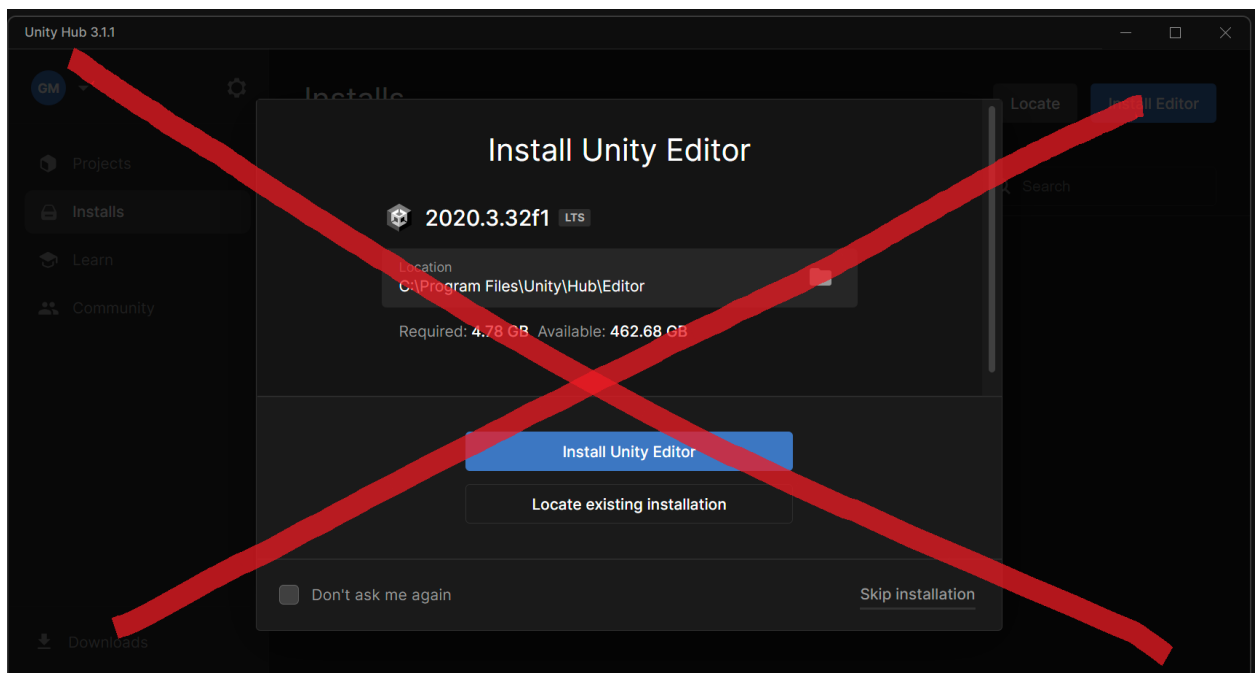 Unity Hub 3.1.1
GM
Installs
Locate
Install Editor
Projects
Installs
Learn
Community
Search
Install Unity Editor
2020.3.32f1 LTS
Location
C:\Program Files\Unity\Hub\Editor
Required: 4.78 GB Available: 462.68 GB
Install Unity Editor
Locate existing installation
Don't ask me again
Skip installation
Downloads